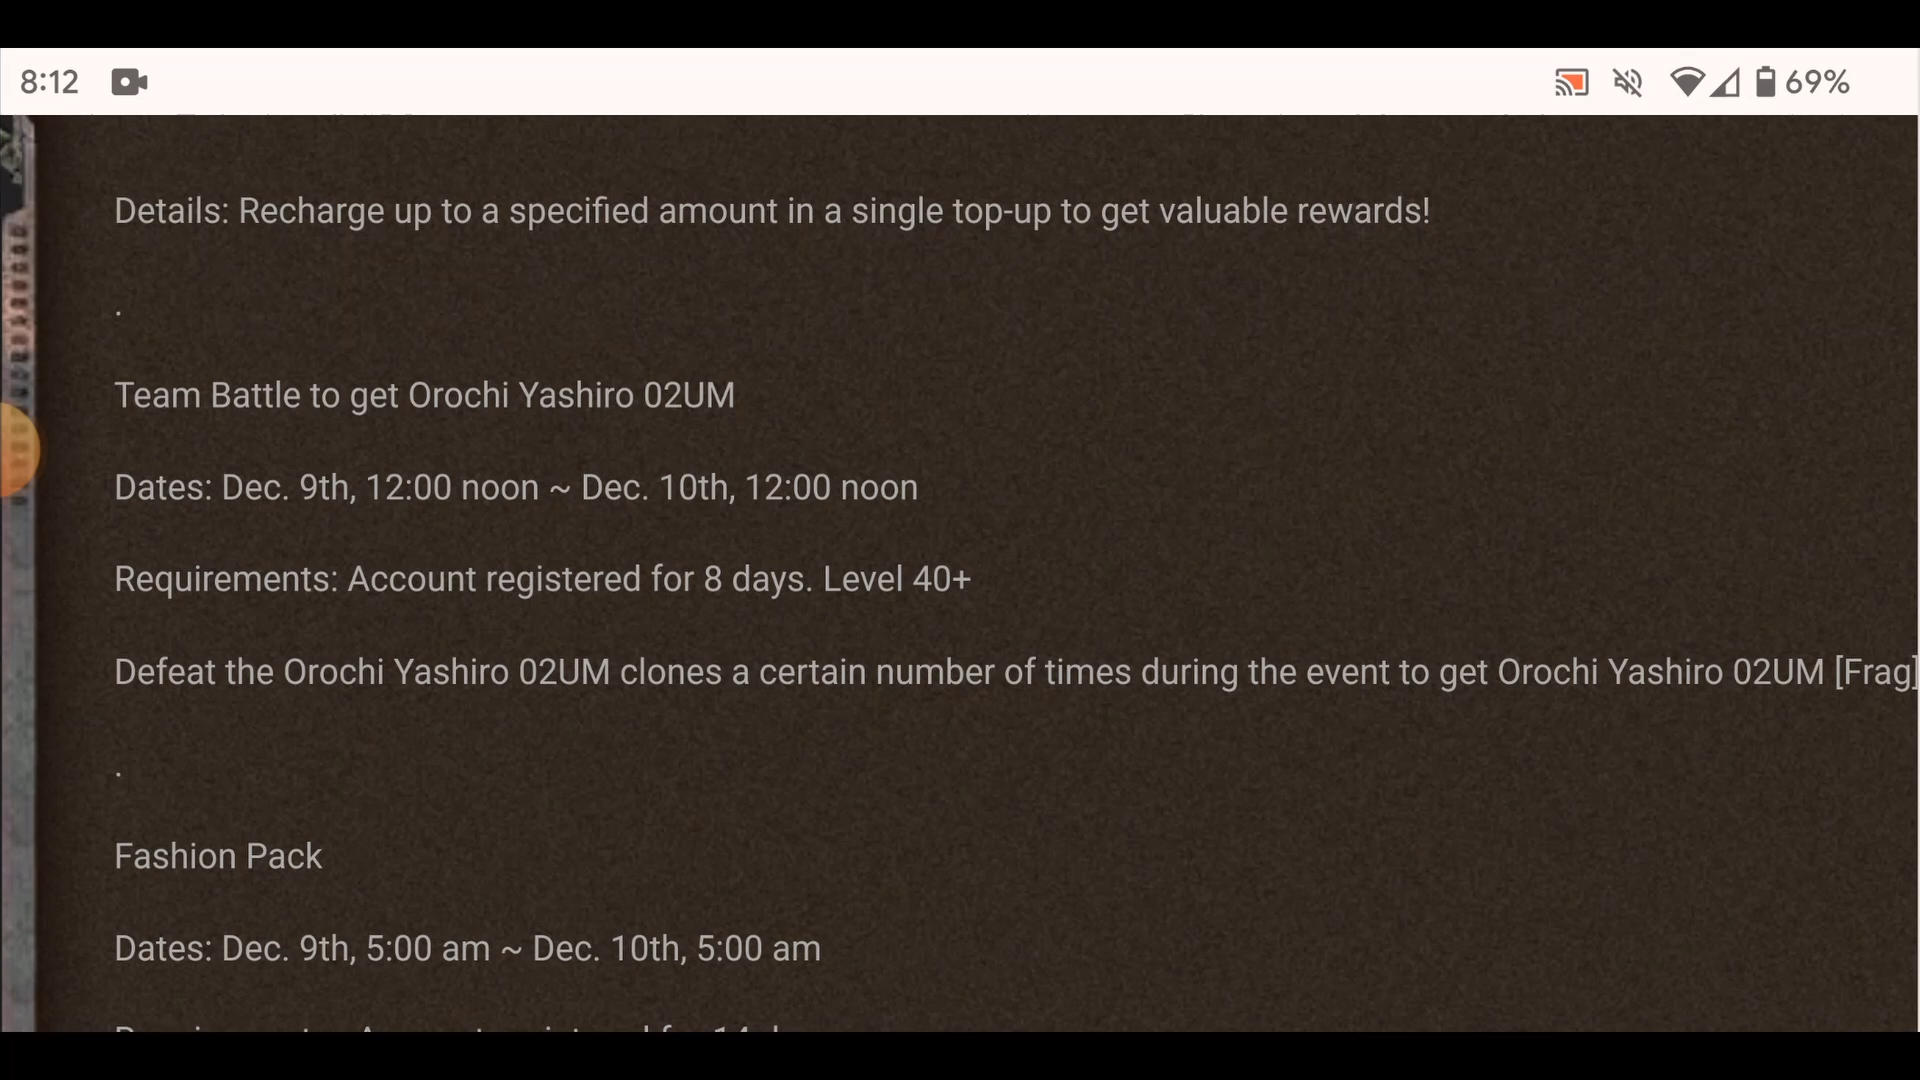 8:12
69%
Details: Recharge up to a specified amount in a single top-up to get valuable rewards!
.
Team Battle to get Orochi Yashiro 02UM
Dates: Dec. 9th, 12:00 noon ~ Dec. 10th, 12:00 noon
Requirements: Account registered for 8 days. Level 40+
Defeat the Orochi Yashiro 02UM clones a certain number of times during the event to get Orochi Yashiro 02UM [Frag]
.
Fashion Pack
Dates: Dec. 9th, 5:00 am ~ Dec. 10th, 5:00 am